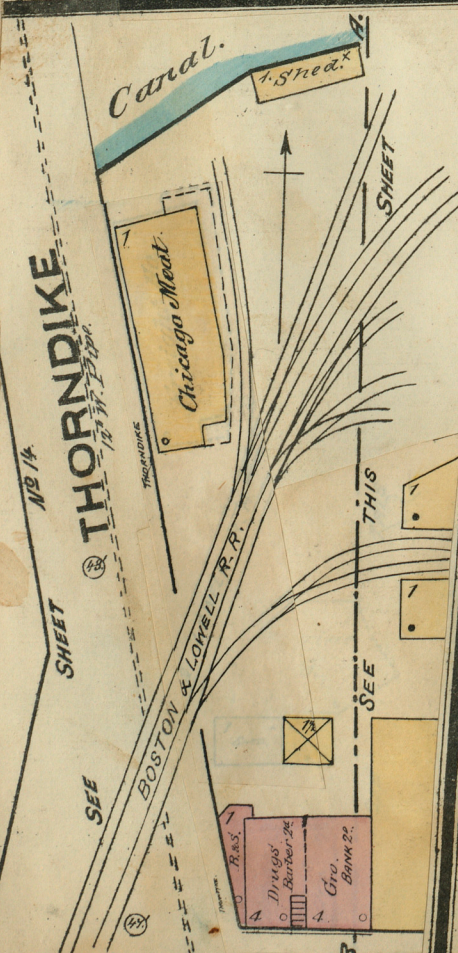 Canal.
1. Shed. x
A.
SHEET
1
Chicago Meat
THORNDIKE
12" W. Pipe.
THORNDIKE
Nº 14.
48
THIS
1
1
SHEET
BOSTON & LOWELL R.R.
SEE
SEE
1½
1
R. & S.
Drugs
Barber 2d
Gro.
BANK 2d.
4
4
47
B